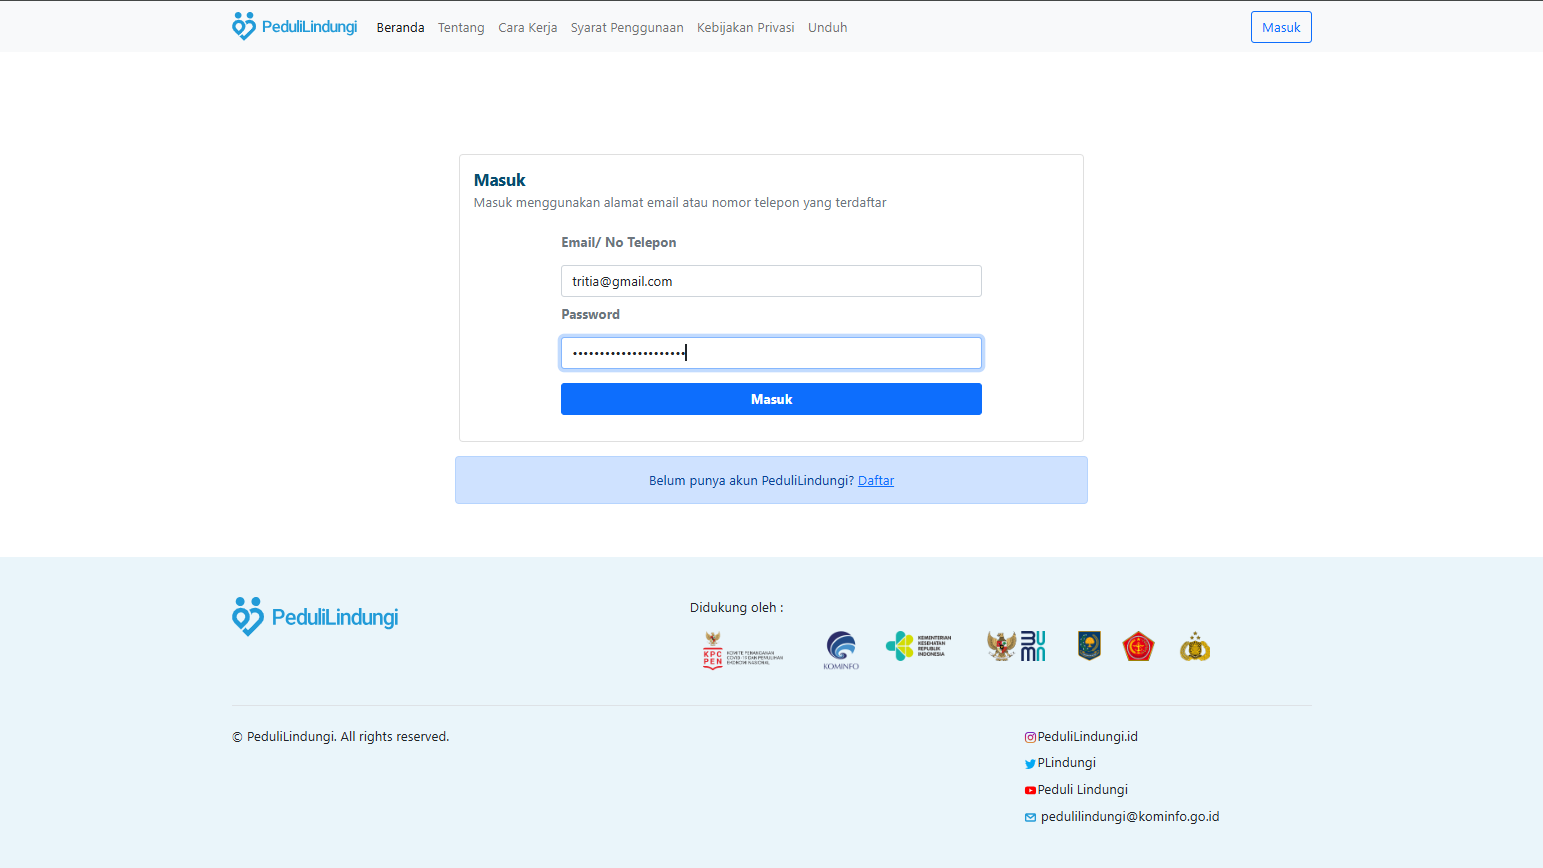 PeduliLindungi Beranda Tentang Cara Kerja Syarat Penggunaan Kebijakan Privasi Unduh Masuk
Masuk
Masuk menggunakan alamat email atau nomor telepon yang terdaftar
Email/ No Telepon
tritia@gmail.com
Password
•••••••••••••••••••••
Masuk
Belum punya akun PeduliLindungi? Daftar
PeduliLindungi
Didukung oleh :
KPC PEN
KOMITE PENANGANAN
COVID-19 DAN PEMULIHAN
EKONOMI NASIONAL
KOMINFO
KEMENTERIAN
KESEHATAN
REPUBLIK
INDONESIA
BUMN
© PeduliLindungi. All rights reserved.
PeduliLindungi.id
PLindungi
Peduli Lindungi
pedulilindungi@kominfo.go.id